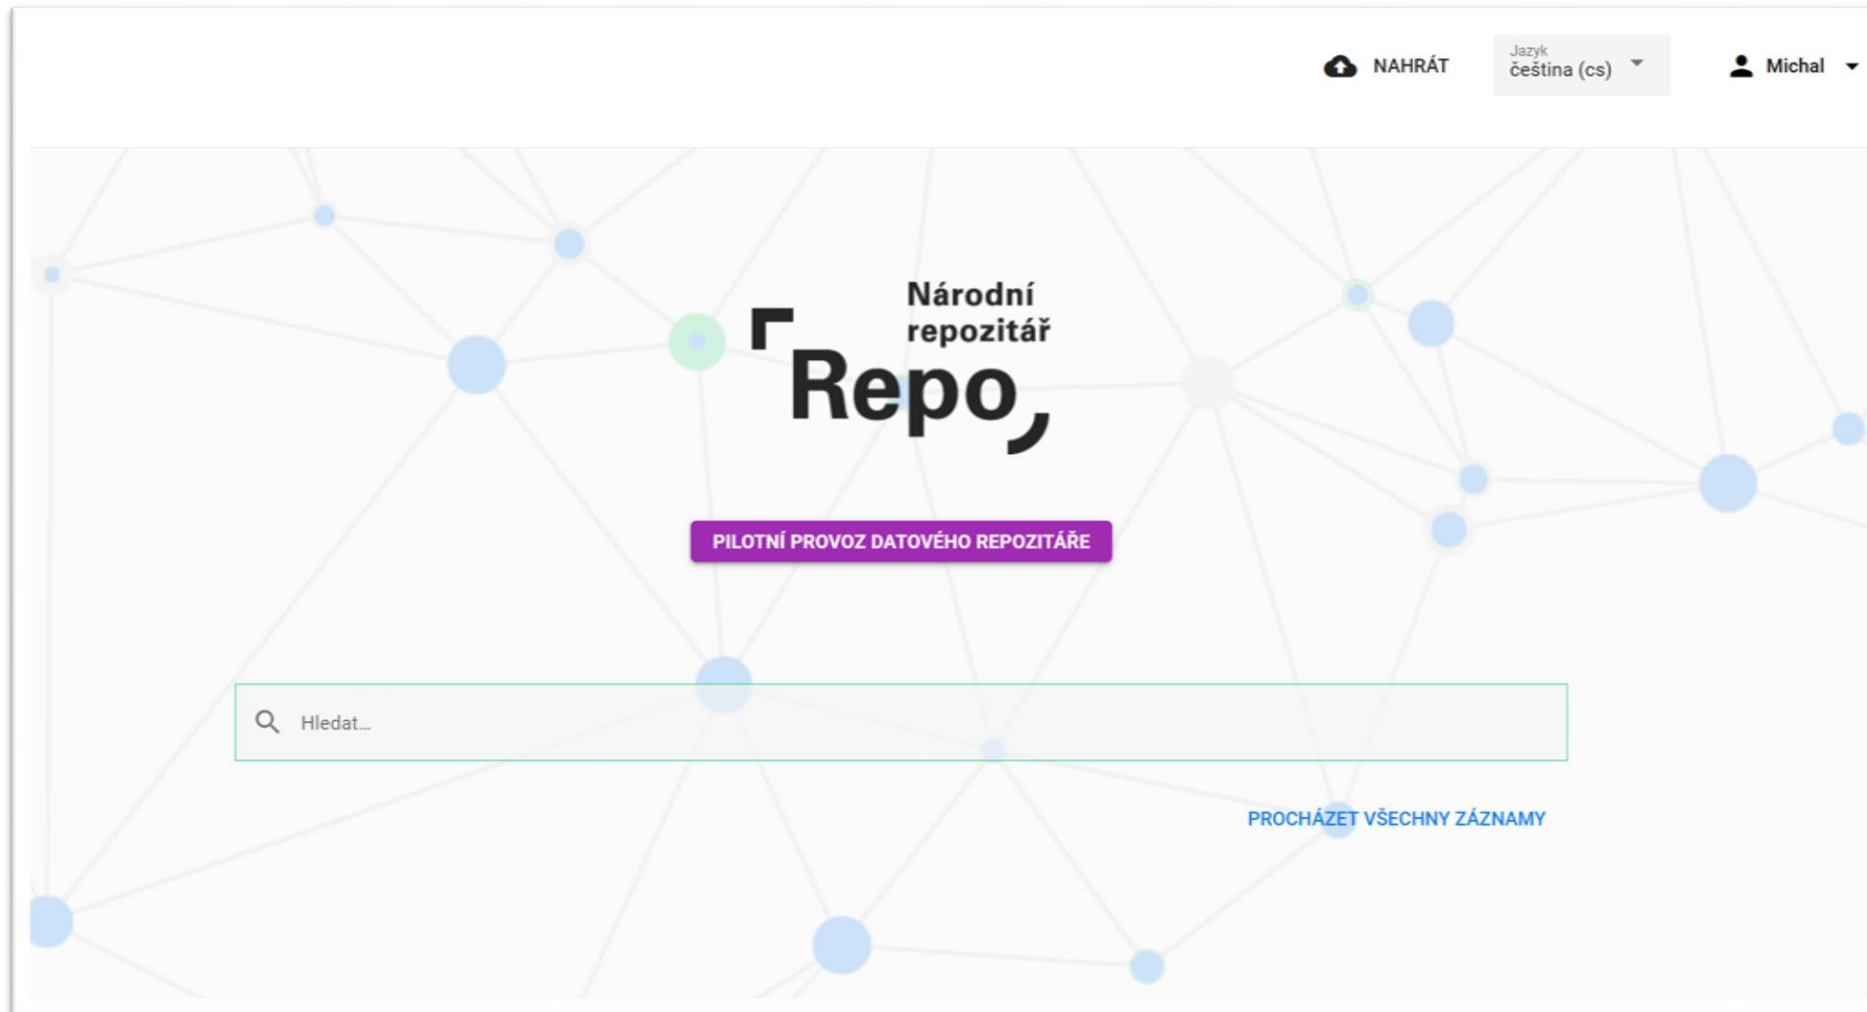 NAHRÁT
Jazyk
čeština (cs)
Michal
Národní
repozitář
Repo
PILOTNÍ PROVOZ DATOVÉHO REPOZITÁŘE
Hledat...
PROCHÁZET VŠECHNY ZÁZNAMY